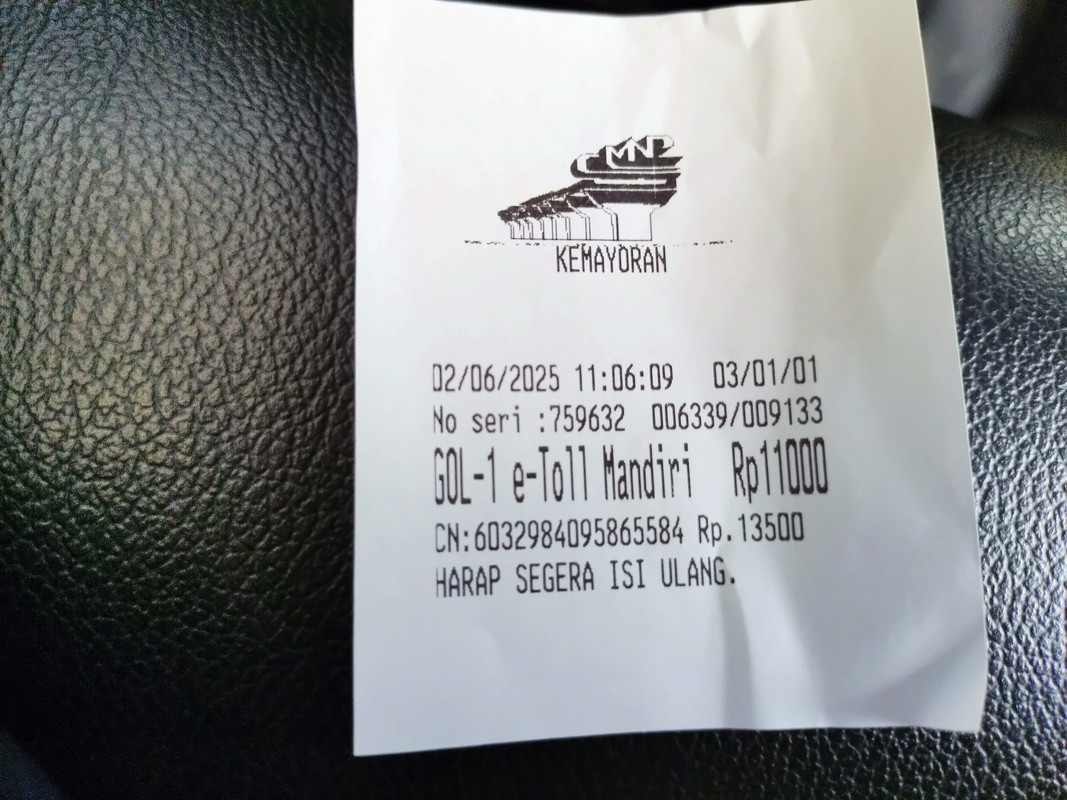 CMNP
KEMAYORAN
02/06/2025 11:06:09 03/01/01
No seri :759632 006339/009133
GOL-1 e-Toll Mandiri Rp11000
CN:6032984095865584 Rp.13500
HARAP SEGERA ISI ULANG.